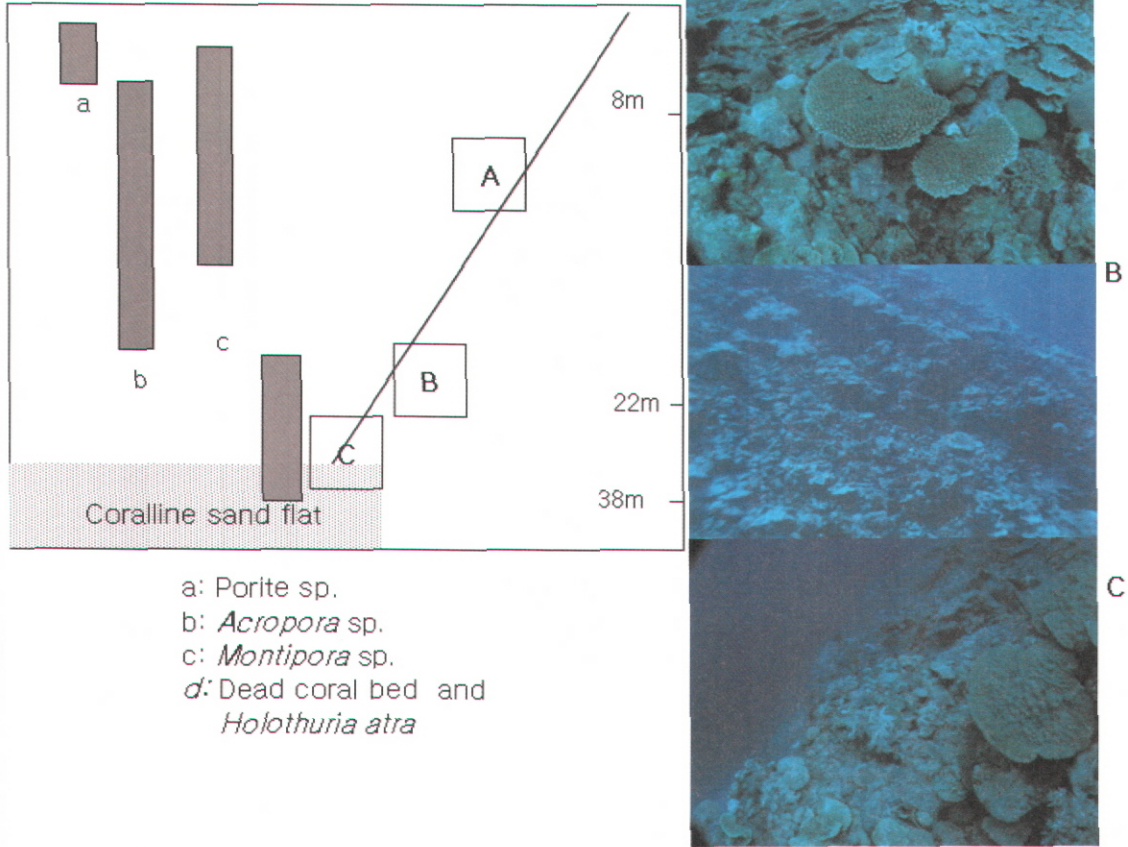 a
b
c
A
B
C
8m
22m
38m
Coralline sand flat
a: Porite sp.
b: Acropora sp.
c: Montipora sp.
d: Dead coral bed and
Holothuria atra
B
C